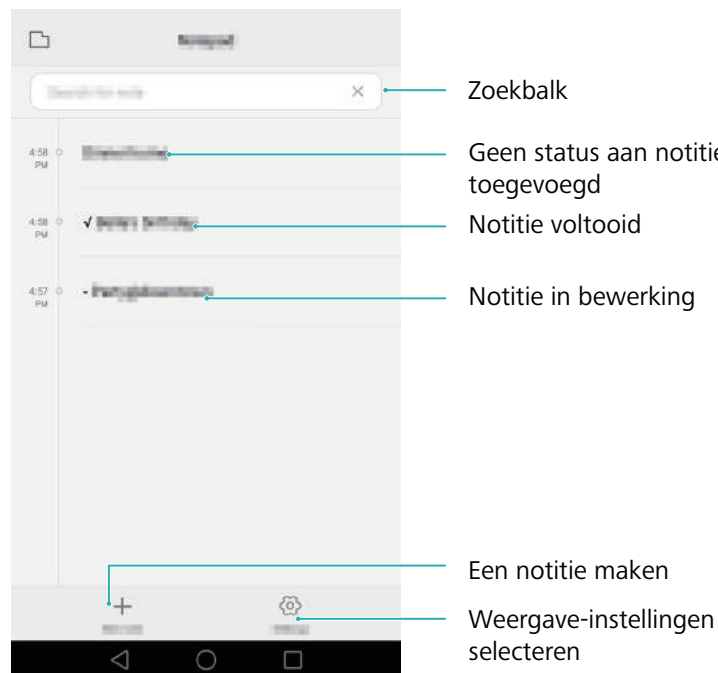 Zoekbalk
4:58
PM
Geen status aan notitie
toegevoegd
4:58
PM
√
Notitie voltooid
4:57
PM
-
Notitie in bewerking
Een notitie maken
Weergave-instellingen
selecteren